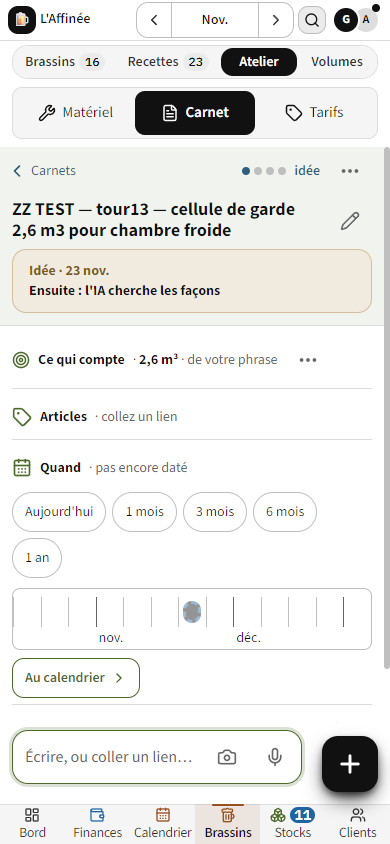 L'Affinée
Nov.
G
A
Brassins 16
Recettes 23
Atelier
Volumes
Matériel
Carnet
Tarifs
Carnets
idée
ZZ TEST — tour13 — cellule de garde
2,6 m3 pour chambre froide
Idée · 23 nov.
Ensuite : l'IA cherche les façons
Ce qui compte · 2,6 m³ · de votre phrase
Articles · collez un lien
Quand · pas encore daté
Aujourd'hui
1 mois
3 mois
6 mois
1 an
nov.
déc.
Au calendrier
Écrire, ou coller un lien…
Bord
Finances
Calendrier
Brassins
Stocks 11
Clients